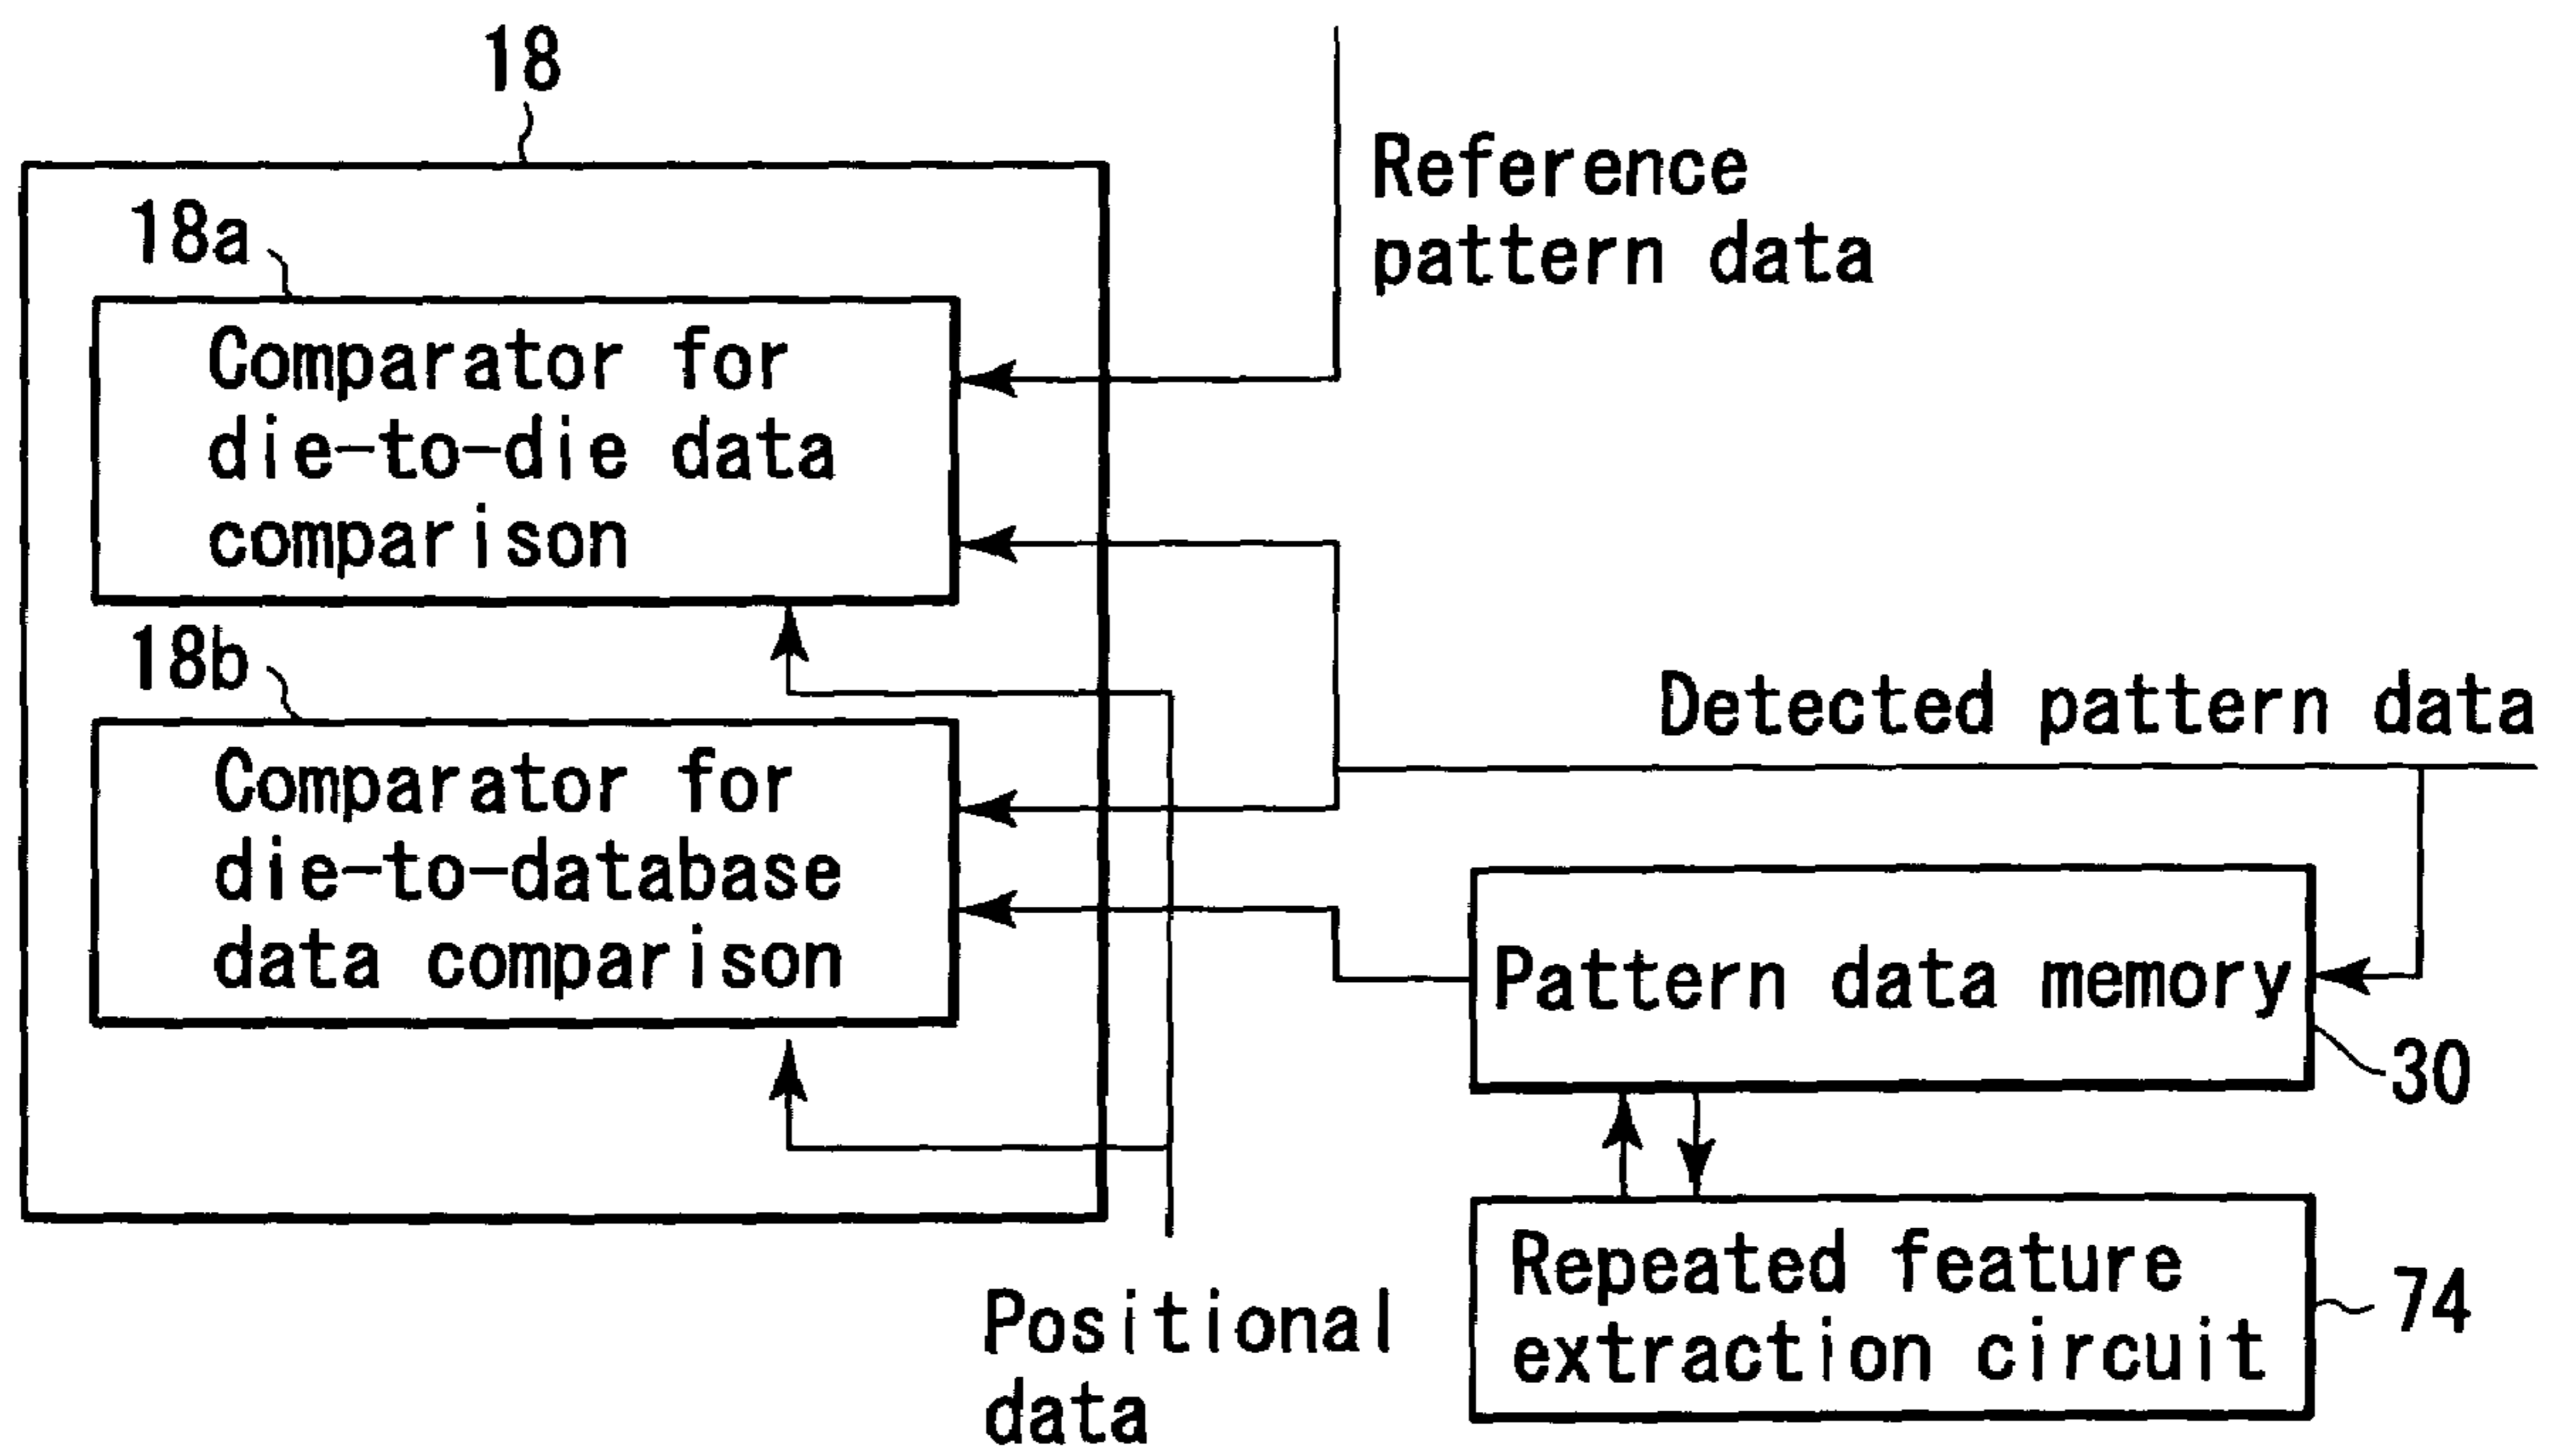 18
Reference
pattern data
18a
Comparator for
die-to-die data
comparison
18b
Detected pattern data
Comparator for
die-to-database
data comparison
Pattern data memory
30
Repeated feature
extraction circuit
74
Positional
data